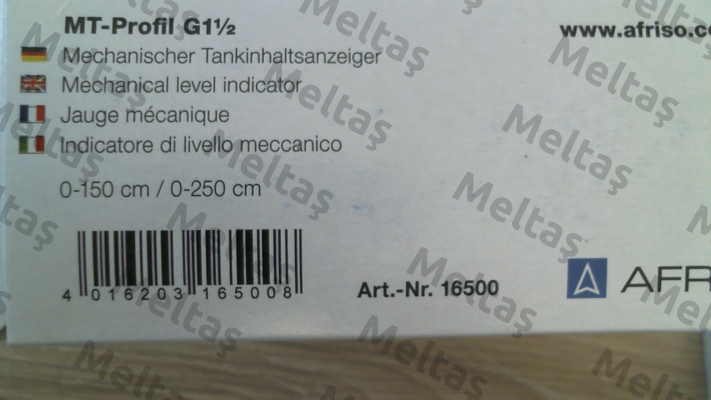 MT-Profil G1½
www.afriso.c
Mechanischer Tankinhaltsanzeiger
Mechanical level indicator
Jauge mécanique
Indicatore di livello meccanico
0-150 cm / 0-250 cm
4 016203 165008
Art.-Nr. 16500
AFR
Meltaş